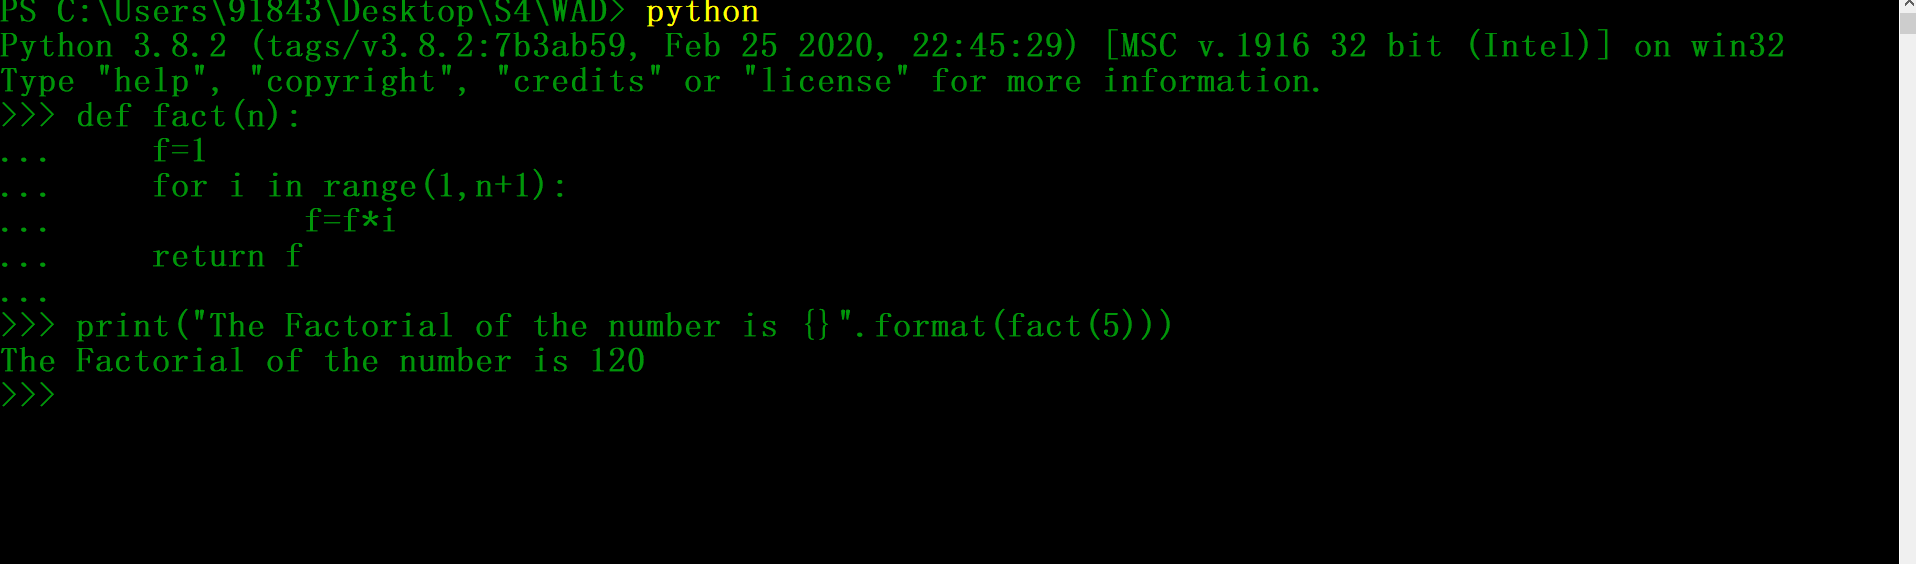 PS C:\Users\91843\Desktop\S4\WAD> python
Python 3.8.2 (tags/v3.8.2:7b3ab59, Feb 25 2020, 22:45:29) [MSC v.1916 32 bit (Intel)] on win32
Type "help", "copyright", "credits" or "license" for more information.
>>> def fact(n):
...     f=1
...     for i in range(1,n+1):
...             f=f*i
...     return f
...
>>> print("The Factorial of the number is {}".format(fact(5)))
The Factorial of the number is 120
>>>